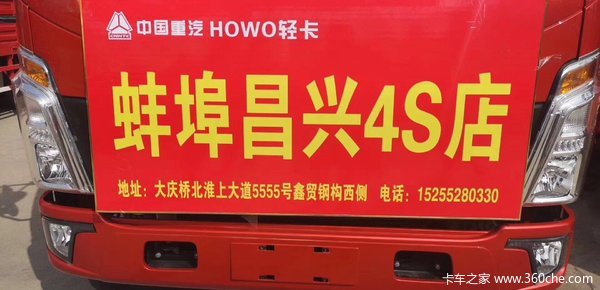 中国重汽 HOWO轻卡
CNHTC
蚌埠昌兴4S店
地址：大庆桥北淮上大道5555号鑫贸钢构西侧 电话：15255280330
卡车之家 www.360che.com